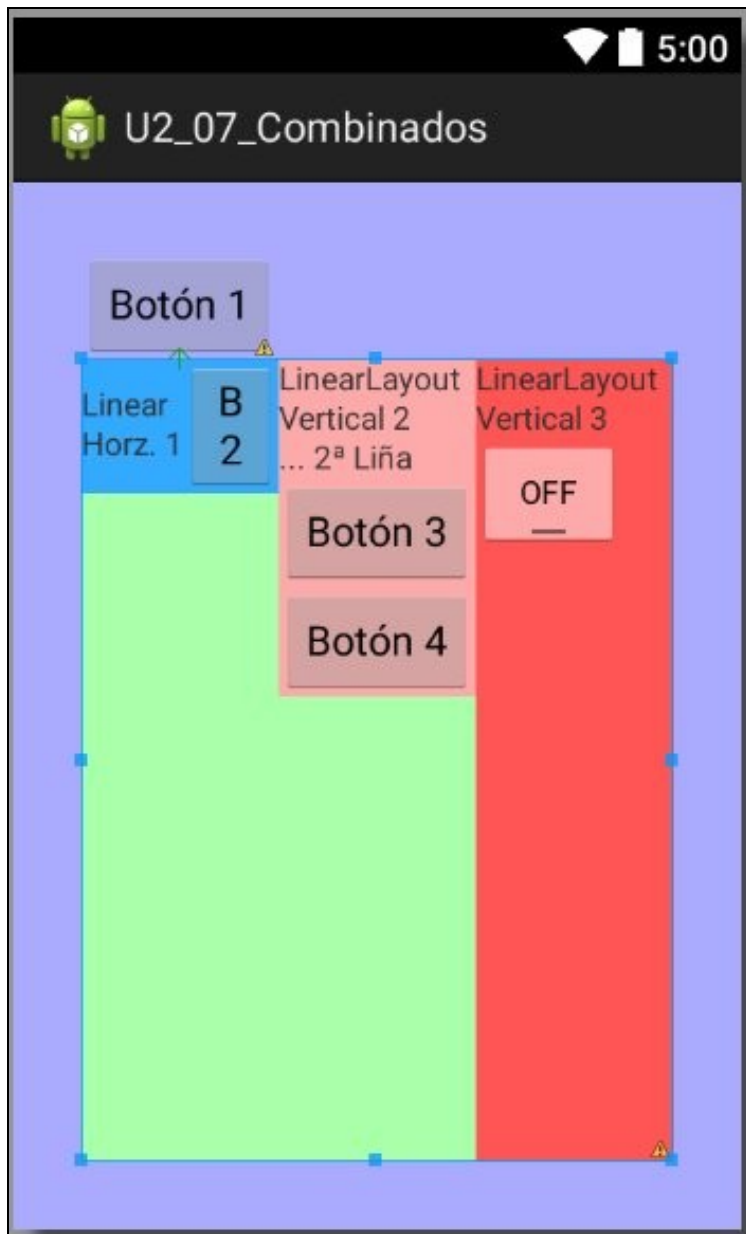 5:00
U2_07_Combinados
Botón 1
Linear
Horz. 1
B
2
LinearLayout
Vertical 2
... 2ª Liña
Botón 3
Botón 4
LinearLayout
Vertical 3
OFF